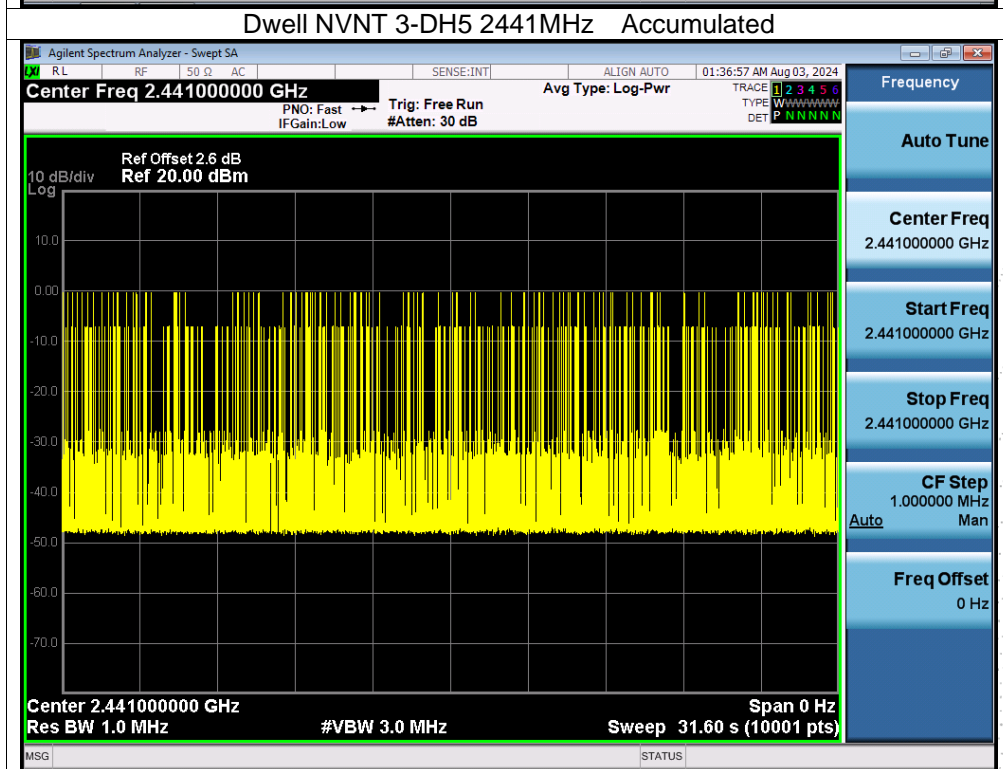 Dwell NVNT 3-DH5 2441MHz Accumulated
Agilent Spectrum Analyzer - Swept SA
LXI RL RF 50 Ω AC SENSE:INT ALIGN AUTO 01:36:57 AM Aug 03, 2024
Center Freq 2.441000000 GHz Avg Type: Log-Pwr TRACE 1 2 3 4 5 6
PNO: Fast Trig: Free Run TYPE WWWWWW
IFGain:Low #Atten: 30 dB DET P N N N N N
Ref Offset 2.6 dB
10 dB/div Ref 20.00 dBm
Log
10.0
0.00
-10.0
-20.0
-30.0
-40.0
-50.0
-60.0
-70.0
Center 2.441000000 GHz Span 0 Hz
Res BW 1.0 MHz #VBW 3.0 MHz Sweep 31.60 s (10001 pts)
MSG STATUS
Frequency
Auto Tune
Center Freq
2.441000000 GHz
Start Freq
2.441000000 GHz
Stop Freq
2.441000000 GHz
CF Step
1.000000 MHz
Auto Man
Freq Offset
0 Hz